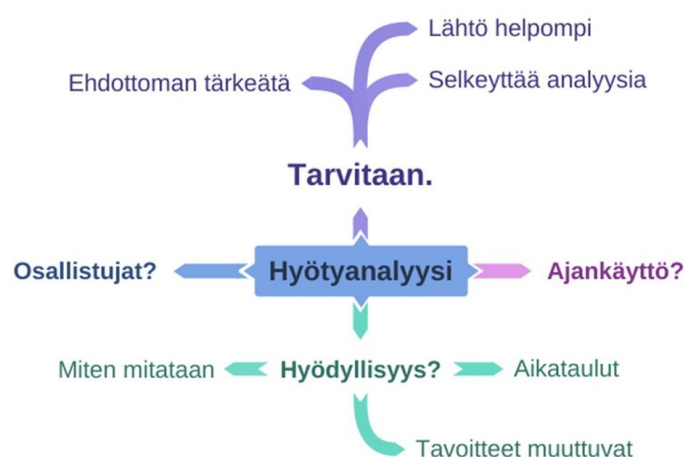 Lähtö helpompi
Ehdottoman tärkeätä
Selkeyttää analyysia
Tarvitaan.
Osallistujat?
Hyötyanalyysi
Ajankäyttö?
Miten mitataan
Hyödyllisyys?
Aikataulut
Tavoitteet muuttuvat